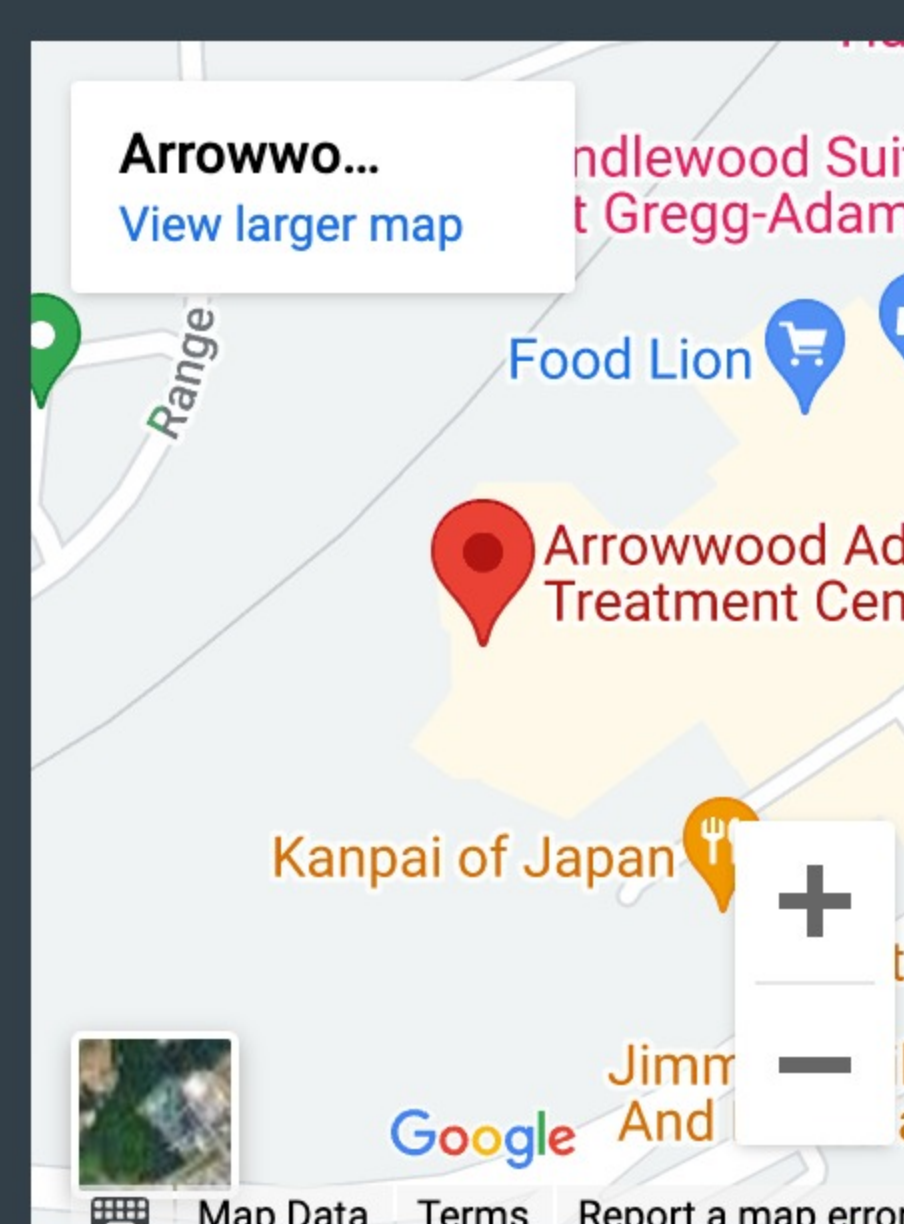 Arrowwo...
View larger map
ndlewood Sui
t Gregg-Adam
Range
Food Lion
Arrowwood Ad
Treatment Cen
Kanpai of Japan
Jimm
And
Google
Map Data
Terms
Report a map error